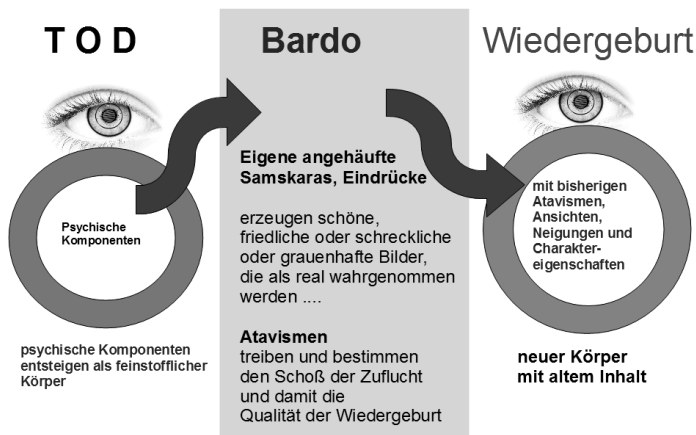 T O D
Psychische
Komponenten
psychische Komponenten
entsteigen als feinstofflicher
Körper
Bardo
Eigene angehäufte
Samskaras, Eindrücke
erzeugen schöne,
friedliche oder schreckliche
oder grauenhafte Bilder,
die als real wahrgenommen
werden ....
Atavismen
treiben und bestimmen
den Schoß der Zuflucht
und damit die
Qualität der Wiedergeburt
Wiedergeburt
mit bisherigen
Atavismen,
Ansichten,
Neigungen und
Charakter-
eigenschaften
neuer Körper
mit altem Inhalt